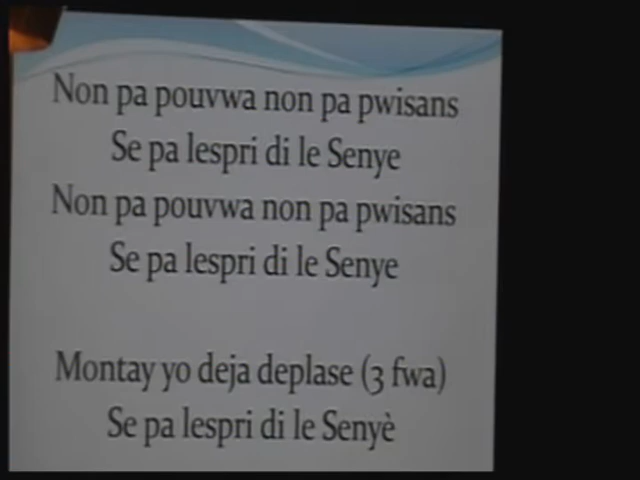 Non pa pouvwa non pa pwisans
Se pa lespri di le Senye
Non pa pouvwa non pa pwisans
Se pa lespri di le Senye
Montay yo deja deplase (3 fwa)
Se pa lespri di le Senyè